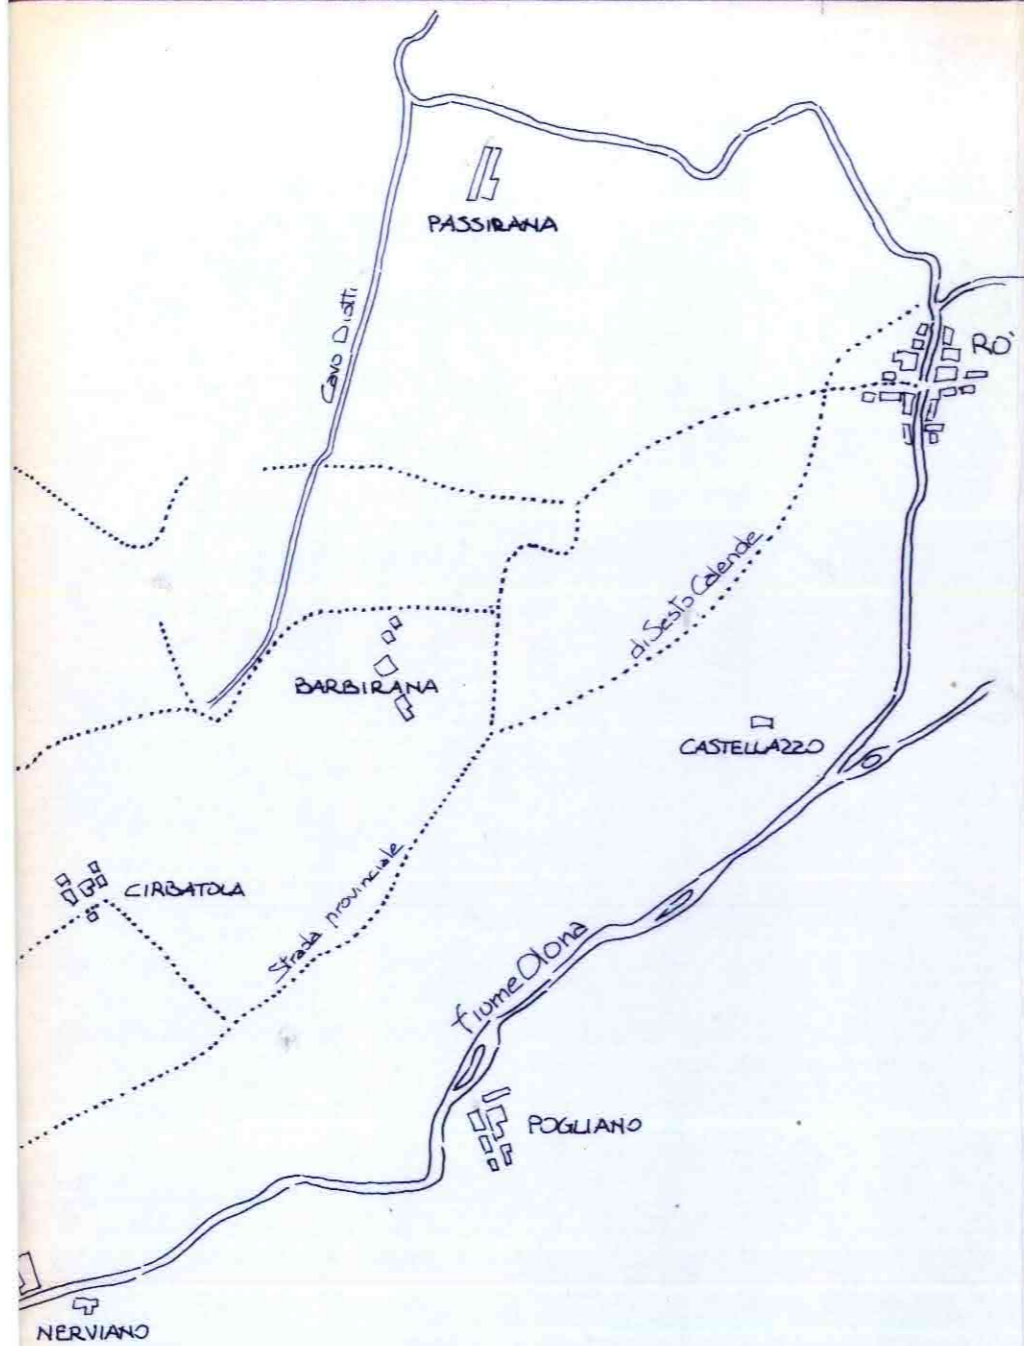 PASSIRANA
Cavo Diotti
RO'
di Sesto Calende
BARBIRANA
CASTELLAZZO
CIRBATOLA
Strada provinciale
fiume Olona
POGLIANO
NERVIANO